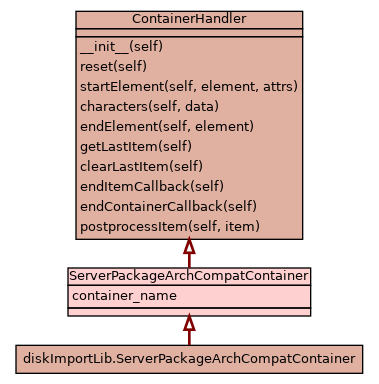 ContainerHandler
__init__(self)
reset(self)
startElement(self, element, attrs)
characters(self, data)
endElement(self, element)
getLastItem(self)
clearLastItem(self)
endItemCallback(self)
endContainerCallback(self)
postprocessItem(self, item)
ServerPackageArchCompatContainer
container_name
diskImportLib.ServerPackageArchCompatContainer